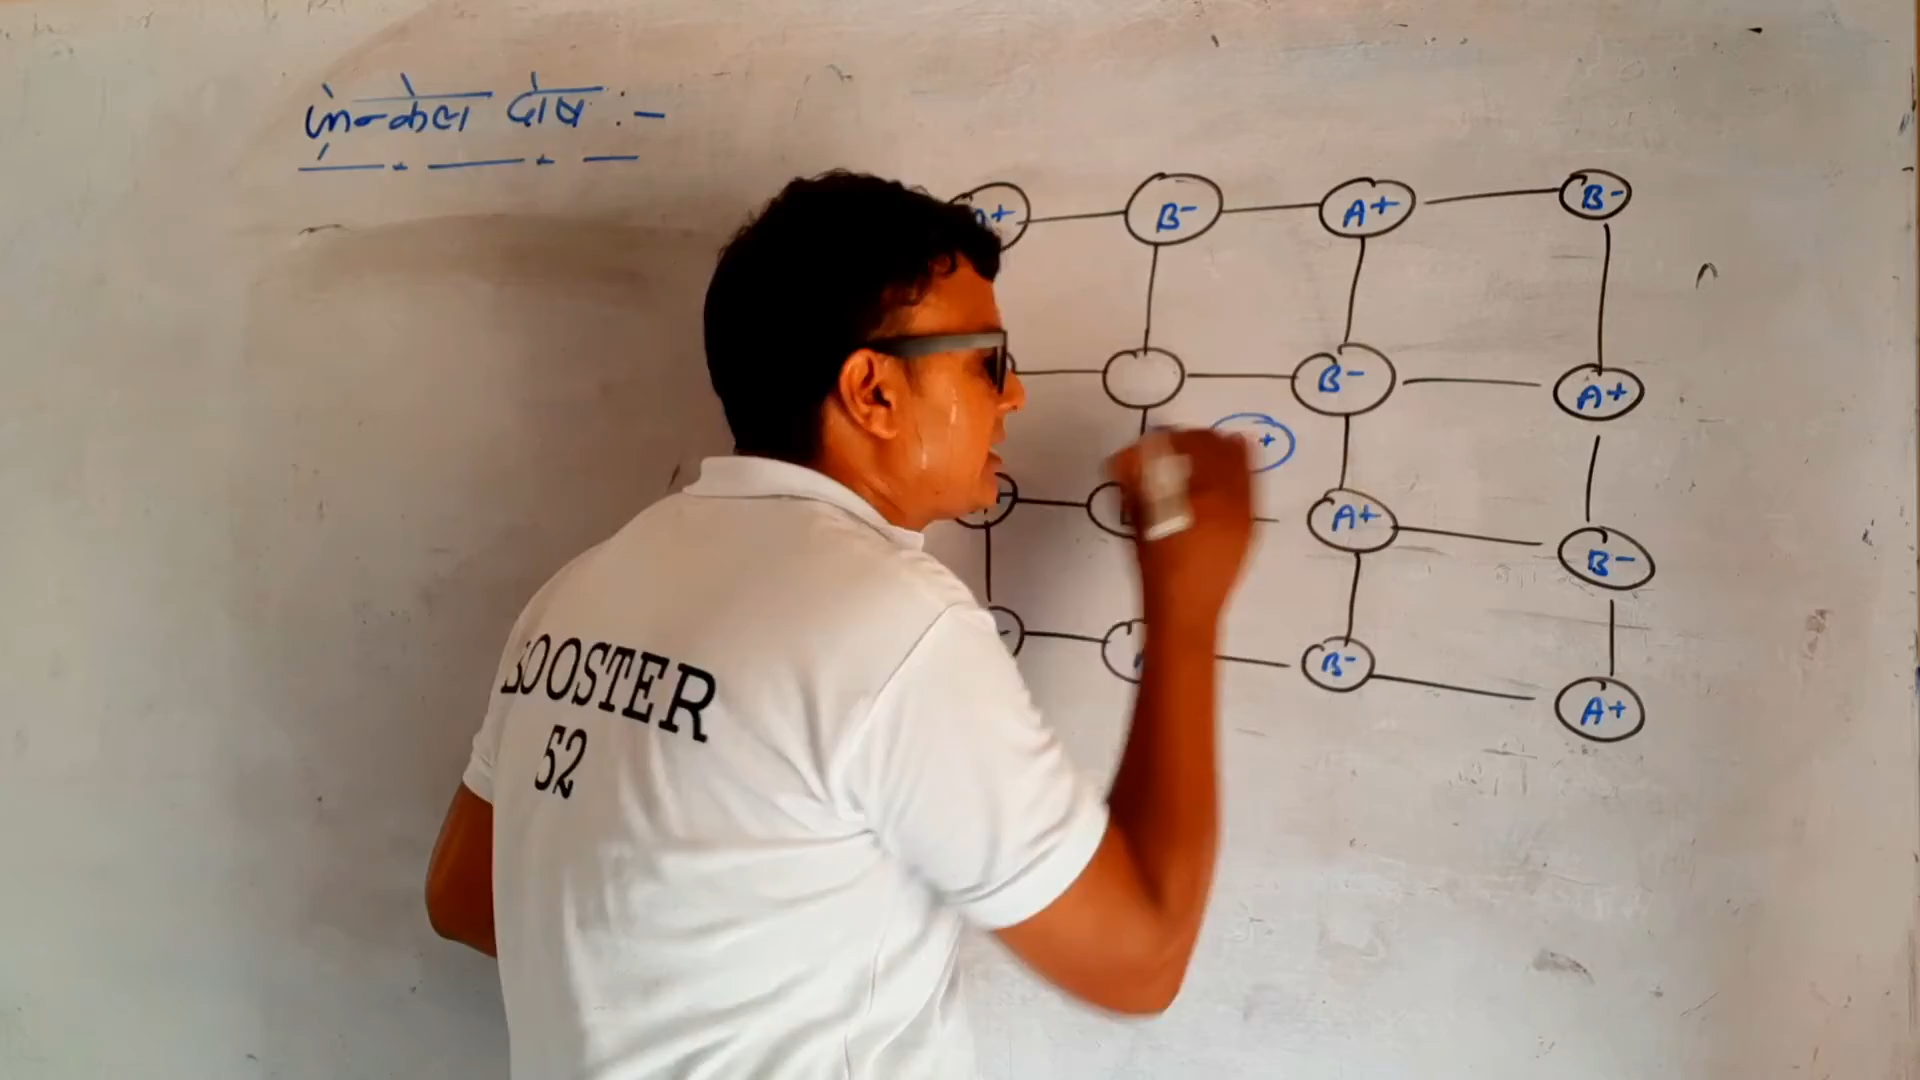 फ्रेन्केल दोष :-
B- A+ B-
B- A+
A+ B-
B- A+
BOOSTER
52